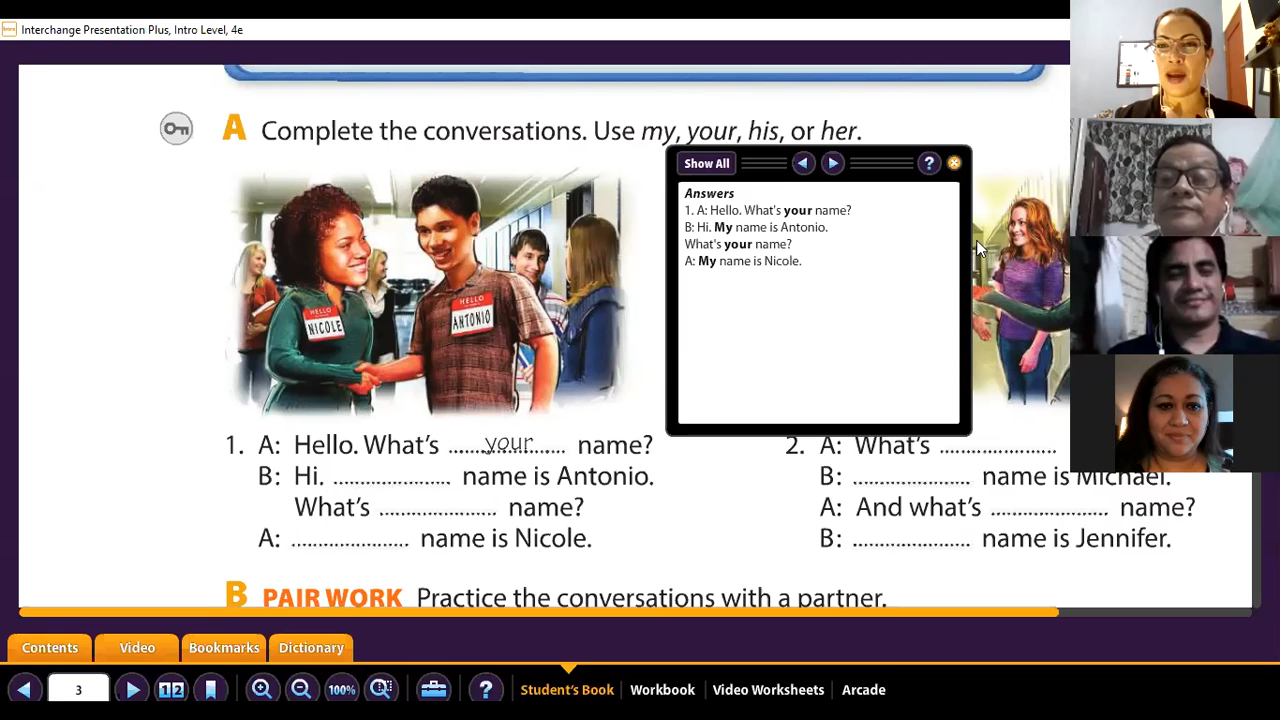 Interchange Presentation Plus, Intro Level, 4e
A Complete the conversations. Use my, your, his, or her.
HELLO
NICOLE
HELLO
ANTONIO
Show All
?
Answers
1. A: Hello. What's your name?
B: Hi. My name is Antonio.
What's your name?
A: My name is Nicole.
1. A: Hello. What's ....your.... name?
B: Hi. .................... name is Antonio.
What's .................... name?
A: .................... name is Nicole.
2. A: What's ....................
B: .................... name is Michael.
A: And what's .................... name?
B: .................... name is Jennifer.
B PAIR WORK Practice the conversations with a partner.
Contents Video Bookmarks Dictionary
3 1 2 100% ? Student's Book Workbook Video Worksheets Arcade